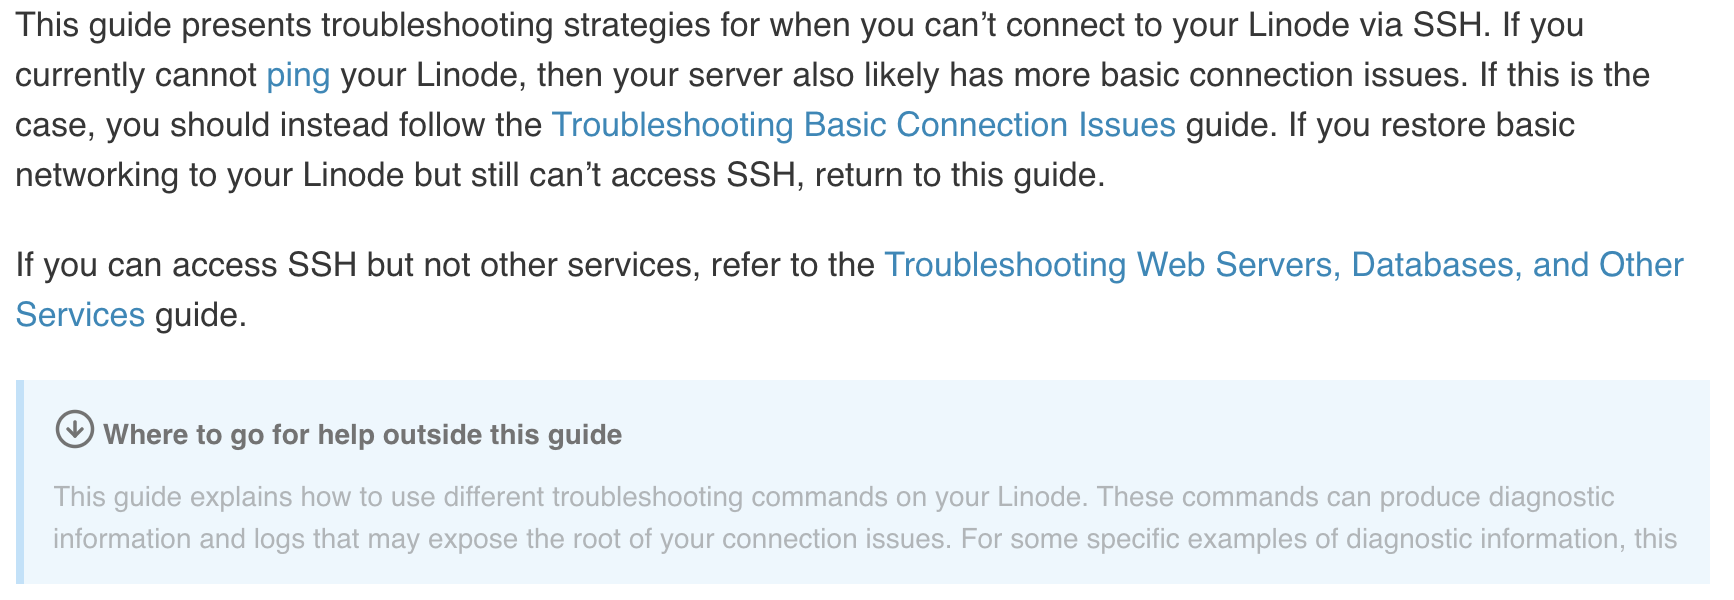 This guide presents troubleshooting strategies for when you can’t connect to your Linode via SSH. If you
currently cannot ping your Linode, then your server also likely has more basic connection issues. If this is the
case, you should instead follow the Troubleshooting Basic Connection Issues guide. If you restore basic
networking to your Linode but still can’t access SSH, return to this guide.
If you can access SSH but not other services, refer to the Troubleshooting Web Servers, Databases, and Other
Services guide.
Where to go for help outside this guide
This guide explains how to use different troubleshooting commands on your Linode. These commands can produce diagnostic
information and logs that may expose the root of your connection issues. For some specific examples of diagnostic information, this